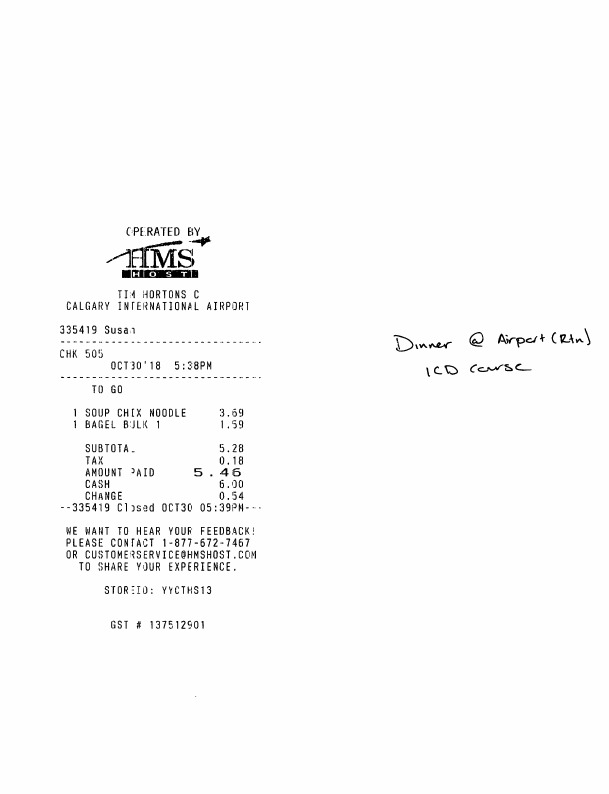 OPERATED BY
HMS
HOST
TIM HORTONS C
CALGARY INTERNATIONAL AIRPORT
335419 Susan
--------------------------------
CHK 505
OCT30'18 5:38PM
--------------------------------
TO GO
1 SOUP CHIX NOODLE 3.69
1 BAGEL BULK 1 1.59
SUBTOTAL 5.28
TAX 0.18
AMOUNT PAID 5.46
CASH 6.00
CHANGE 0.54
--335419 Closed OCT30 05:39PM---
WE WANT TO HEAR YOUR FEEDBACK!
PLEASE CONTACT 1-877-672-7467
OR CUSTOMERSERVICE@HMSHOST.COM
TO SHARE YOUR EXPERIENCE.
STOREID: YYCTHS13
GST # 137512901
Dinner @ Airport (Rtn)
ICD course